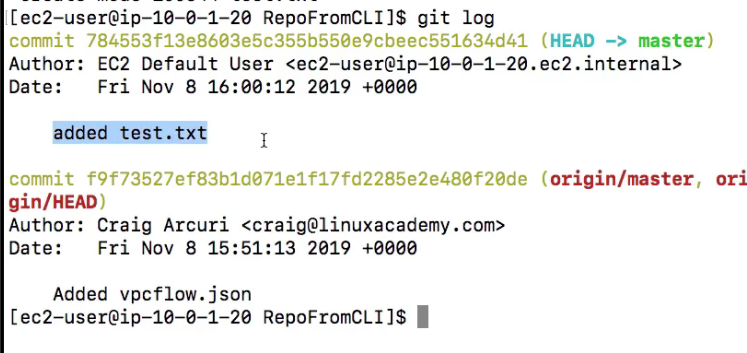 [ec2-user@ip-10-0-1-20 RepoFromCLI]$ git log
commit 784553f13e8603e5c355b550e9cbeec551634d41 (HEAD -> master)
Author: EC2 Default User <ec2-user@ip-10-0-1-20.ec2.internal>
Date:   Fri Nov 8 16:00:12 2019 +0000
added test.txt
commit f9f73527ef83b1d071e1f17fd2285e2e480f20de (origin/master, ori
gin/HEAD)
Author: Craig Arcuri <craig@linuxacademy.com>
Date:   Fri Nov 8 15:51:13 2019 +0000
Added vpcflow.json
[ec2-user@ip-10-0-1-20 RepoFromCLI]$